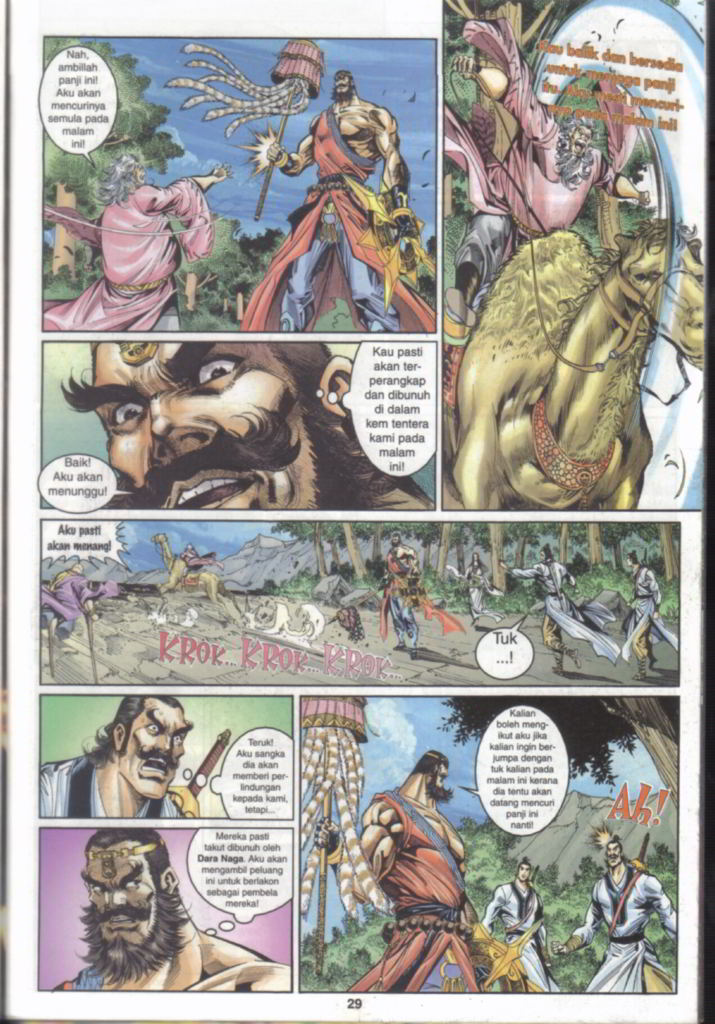 Nah,
ambillah
panji ini!
Aku akan
mencurinya
semula pada
malam
ini!
Kau balik dan bersedia
untuk menjaga panji
itu. Aku pasti mencuri-
nya pada malam ini!
Kau pasti
akan ter-
perangkap
dan dibunuh
di dalam
kem tentera
kami pada
malam
ini!
Baik!
Aku akan
menunggu!
Aku pasti
akan menang!
KROK... KROK... KROK...
Tuk
...!
Teruk!
Aku sangka
dia akan
memberi per-
lindungan
kepada kami,
tetapi...
Mereka pasti
takut dibunuh oleh
Dara Naga. Aku akan
mengambil peluang
ini untuk berlakon
sebagai pembela
mereka!
Kalian
boleh meng-
ikut aku jika
kalian ingin ber-
jumpa dengan
tuk kalian pada
malam ini kerana
dia tentu akan
datang mencuri
panji ini
nanti!
Ah!
29